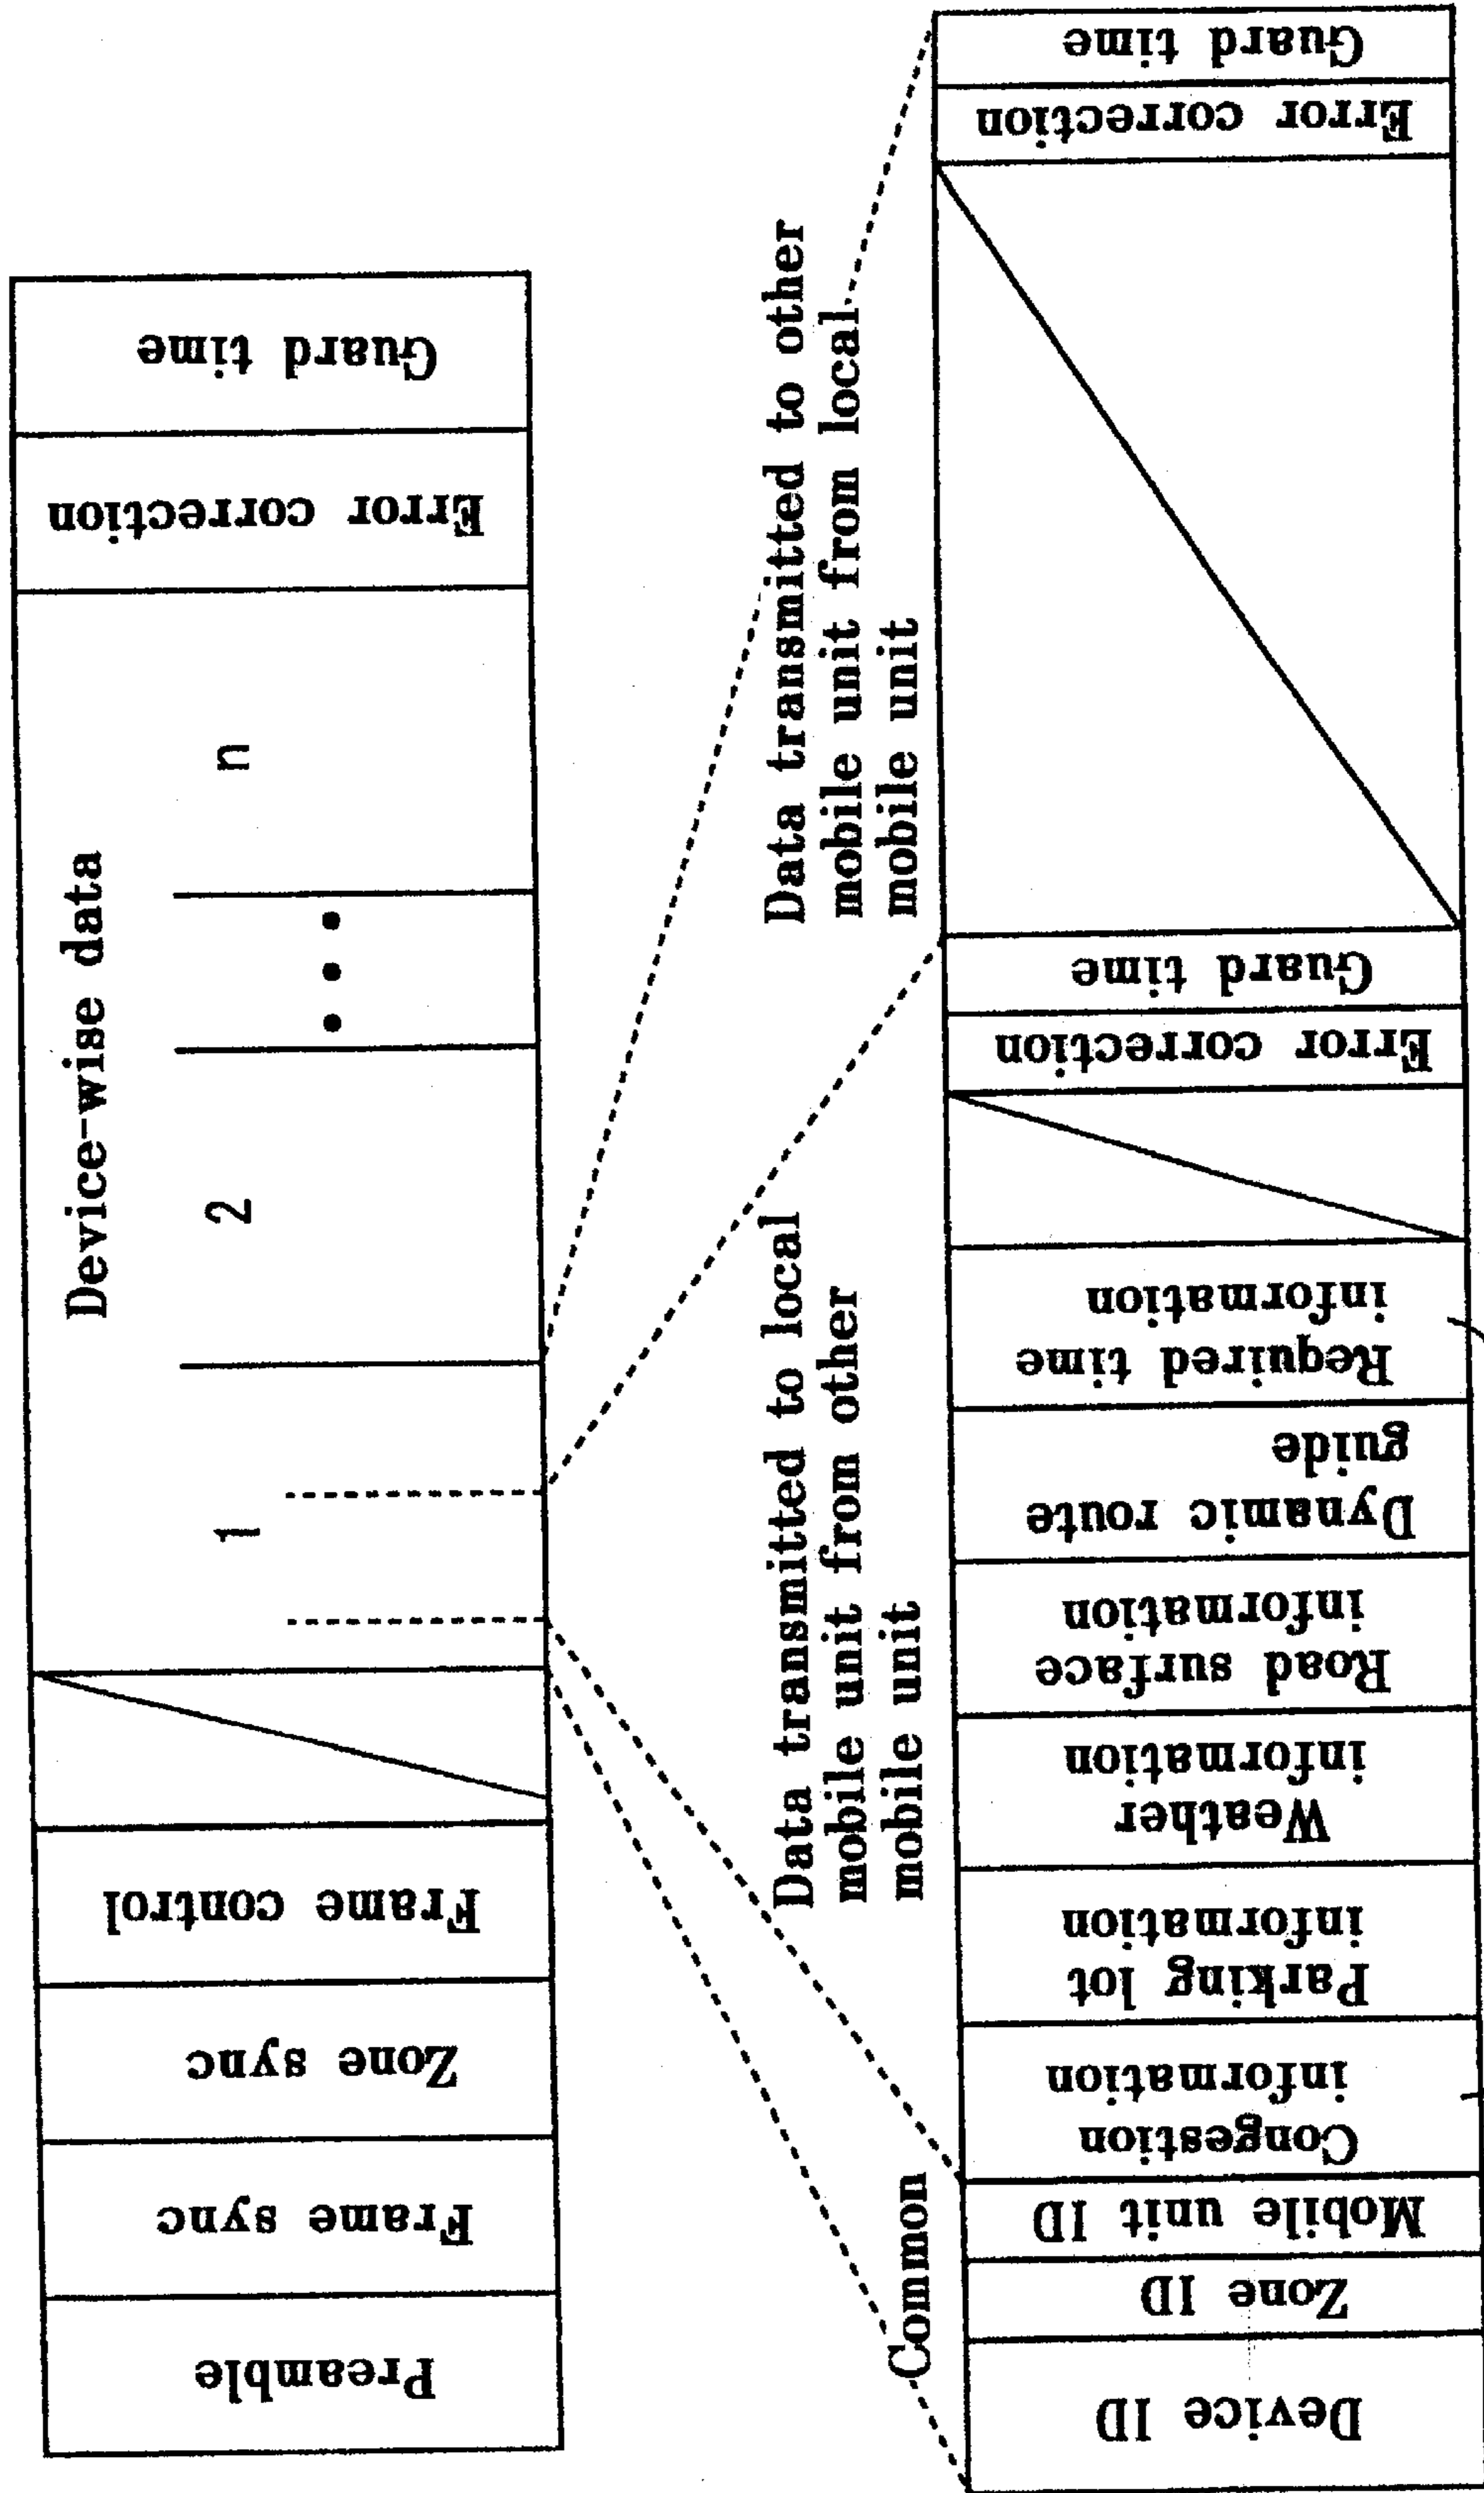 Preamble
Frame sync
Zone sync
Frame control
Device-wise data
1
2
• • •
n
Error correction
Guard time
Common
Data transmitted to local
mobile unit from other
mobile unit
Data transmitted to other
mobile unit from local
mobile unit
Device ID
Zone ID
Mobile unit ID
Congestion
information
Parking lot
information
Weather
information
Road surface
information
Dynamic route
guide
Required time
information
Error correction
Guard time
Error correction
Guard time